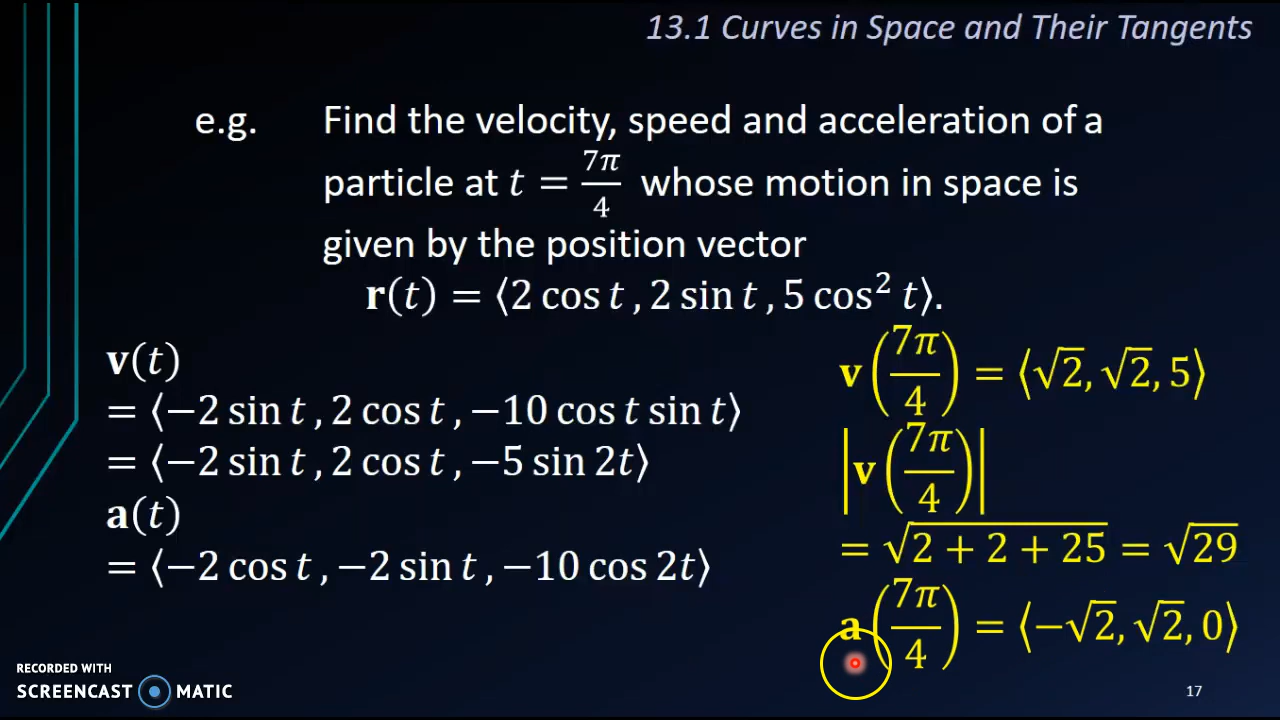 13.1 Curves in Space and Their Tangents
e.g. Find the velocity, speed and acceleration of a
particle at t = 7π/4 whose motion in space is
given by the position vector
r(t) = ⟨2 cos t , 2 sin t , 5 cos² t⟩.
v(t)
= ⟨−2 sin t , 2 cos t , −10 cos t sin t⟩
= ⟨−2 sin t , 2 cos t , −5 sin 2t⟩
a(t)
= ⟨−2 cos t , −2 sin t , −10 cos 2t⟩
v(7π/4) = ⟨√2, √2, 5⟩
|v(7π/4)|
= √(2 + 2 + 25) = √29
a(7π/4) = ⟨−√2, √2, 0⟩
RECORDED WITH
SCREENCAST MATIC
17